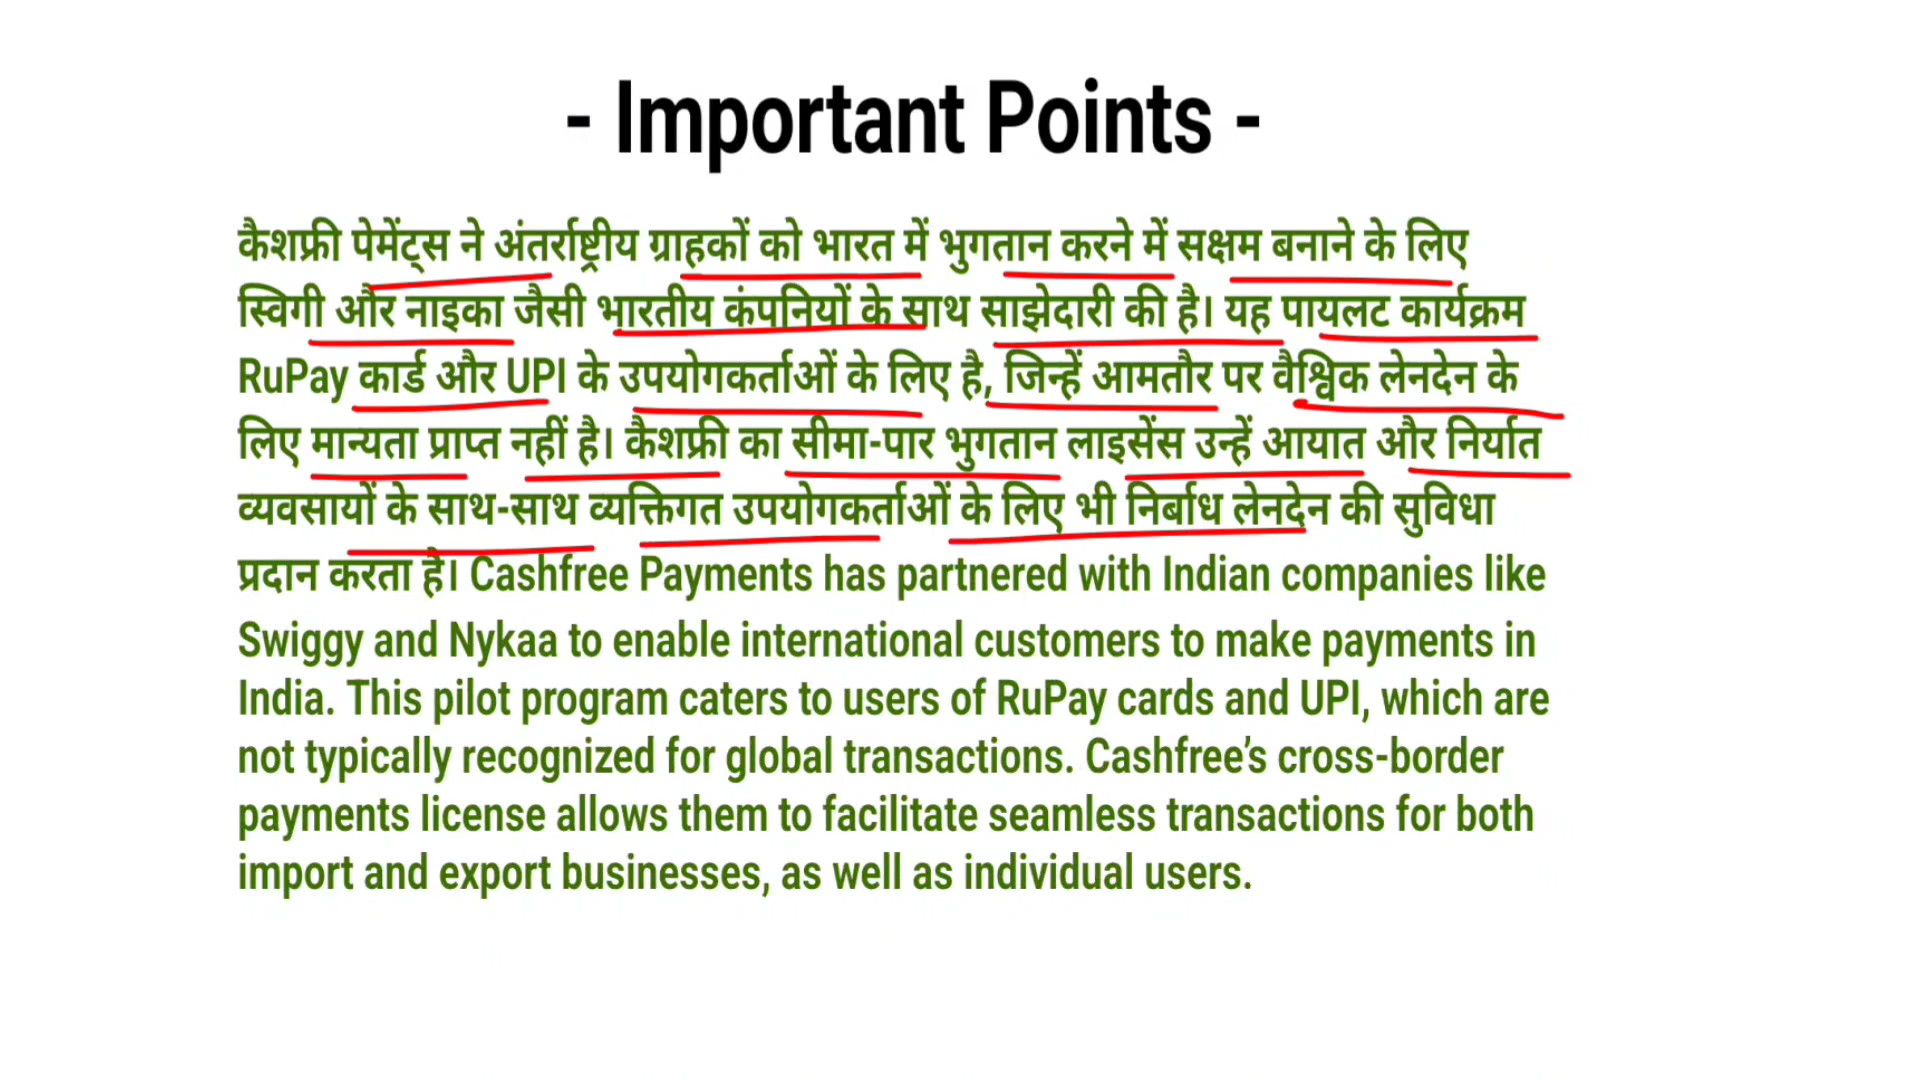 - Important Points -
कैशफ्री पेमेंट्स ने अंतर्राष्ट्रीय ग्राहकों को भारत में भुगतान करने में सक्षम बनाने के लिए
स्विगी और नाइका जैसी भारतीय कंपनियों के साथ साझेदारी की है। यह पायलट कार्यक्रम
RuPay कार्ड और UPI के उपयोगकर्ताओं के लिए है, जिन्हें आमतौर पर वैश्विक लेनदेन के
लिए मान्यता प्राप्त नहीं है। कैशफ्री का सीमा-पार भुगतान लाइसेंस उन्हें आयात और निर्यात
व्यवसायों के साथ-साथ व्यक्तिगत उपयोगकर्ताओं के लिए भी निर्बाध लेनदेन की सुविधा
प्रदान करता है। Cashfree Payments has partnered with Indian companies like
Swiggy and Nykaa to enable international customers to make payments in
India. This pilot program caters to users of RuPay cards and UPI, which are
not typically recognized for global transactions. Cashfree’s cross-border
payments license allows them to facilitate seamless transactions for both
import and export businesses, as well as individual users.